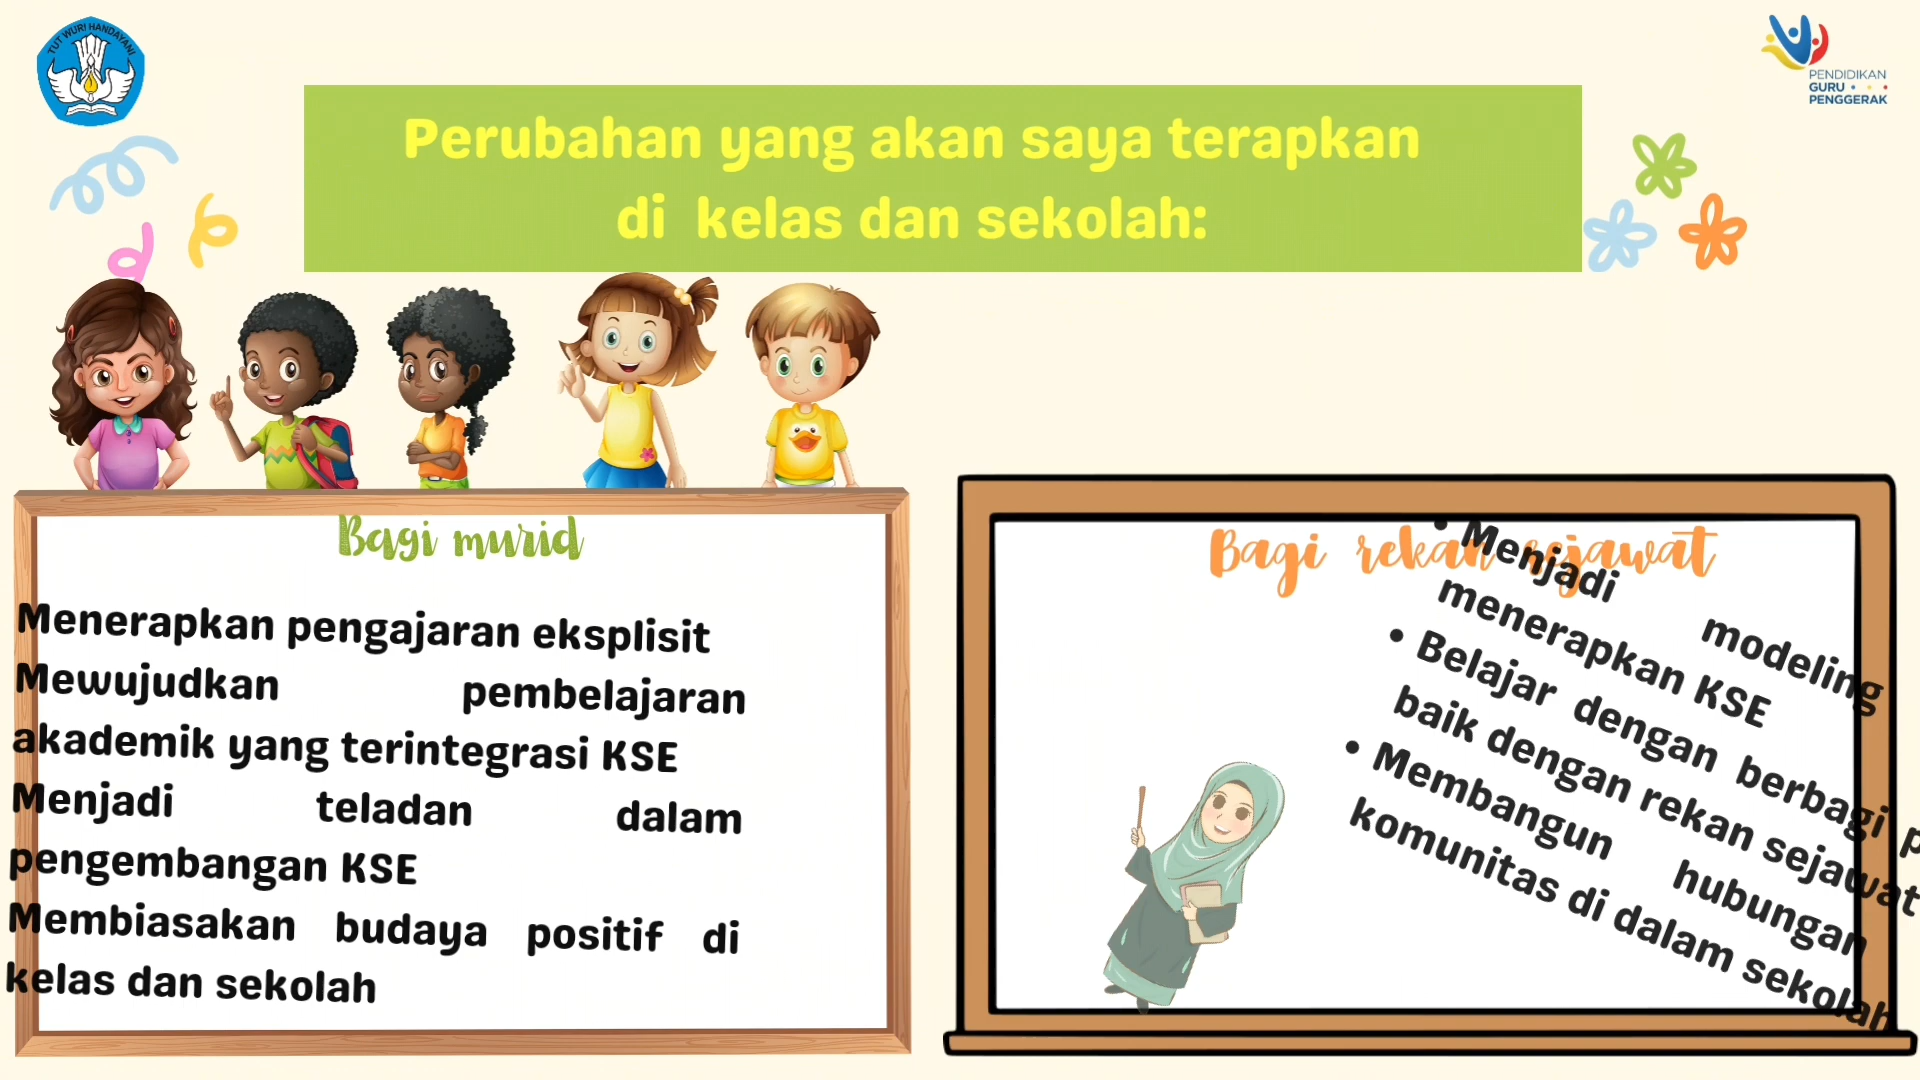 TUT WURI HANDAYANI
PENDIDIKAN
GURU
PENGGERAK
Perubahan yang akan saya terapkan
di kelas dan sekolah:
Bagi murid
Menerapkan pengajaran eksplisit
Mewujudkan pembelajaran
akademik yang terintegrasi KSE
Menjadi teladan dalam
pengembangan KSE
Membiasakan budaya positif di
kelas dan sekolah
Bagi rekan sejawat
• Menjadi modeling
menerapkan KSE
• Belajar dengan berbagi
baik dengan rekan sejawat
• Membangun hubungan
komunitas di dalam sekolah